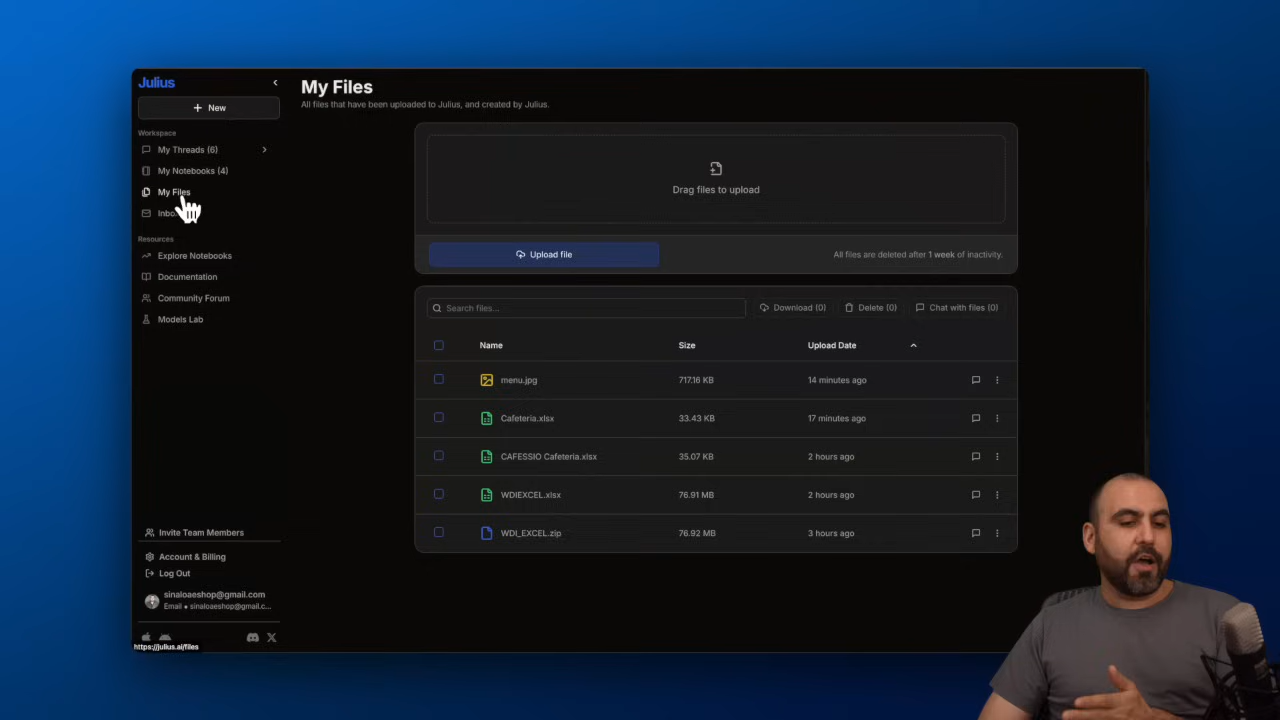 Julius
New
Workspace
My Threads (6)
My Notebooks (4)
My Files
Resources
Explore Notebooks
Documentation
Community Forum
Models Lab
Invite Team Members
Account & Billing
Log Out
sinaloaeshop@gmail.com
Email • sinaloaeshop@gmail.c...
https://julius.ai/files
My Files
All files that have been uploaded to Julius, and created by Julius.
Drag files to upload
Upload file
All files are deleted after 1 week of inactivity.
Search files... Download (0) Delete (0) Chat with files (0)
Name Size Upload Date
menu.jpg 717.16 KB 14 minutes ago
Cafeteria.xlsx 33.43 KB 17 minutes ago
CAFESSIO Cafeteria.xlsx 35.07 KB 2 hours ago
WDIEXCEL.xlsx 76.91 MB 2 hours ago
WDI_EXCEL.zip 76.92 MB 3 hours ago